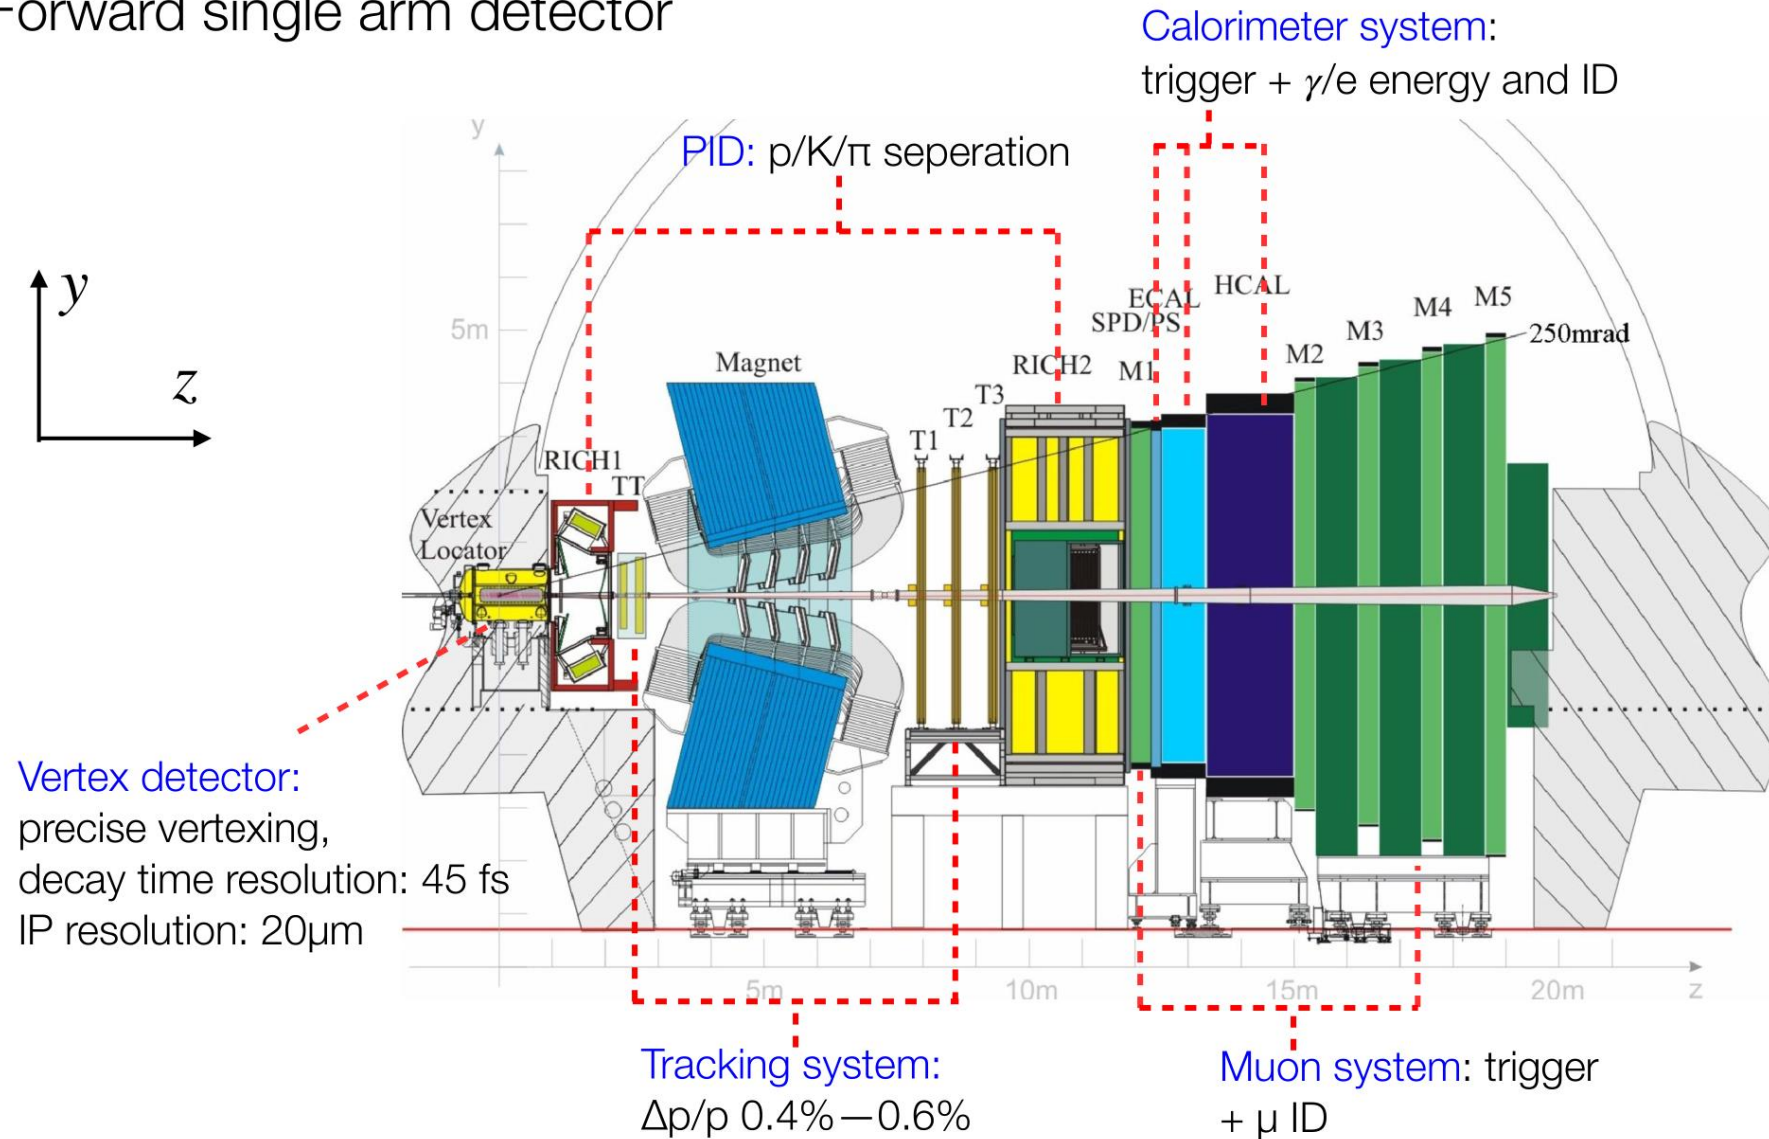 Forward single arm detector
Calorimeter system:
trigger + γ/e energy and ID
PID: p/K/π seperation
y
y
z
5m
Magnet
RICH1
TT
Vertex
Locator
T1
T2
T3
RICH2
M1
SPD/PS
ECAL
HCAL
M2
M3
M4
M5
250mrad
Vertex detector:
precise vertexing,
decay time resolution: 45 fs
IP resolution: 20µm
5m
10m
15m
20m
z
Tracking system:
Δp/p 0.4%—0.6%
Muon system: trigger
+ µ ID